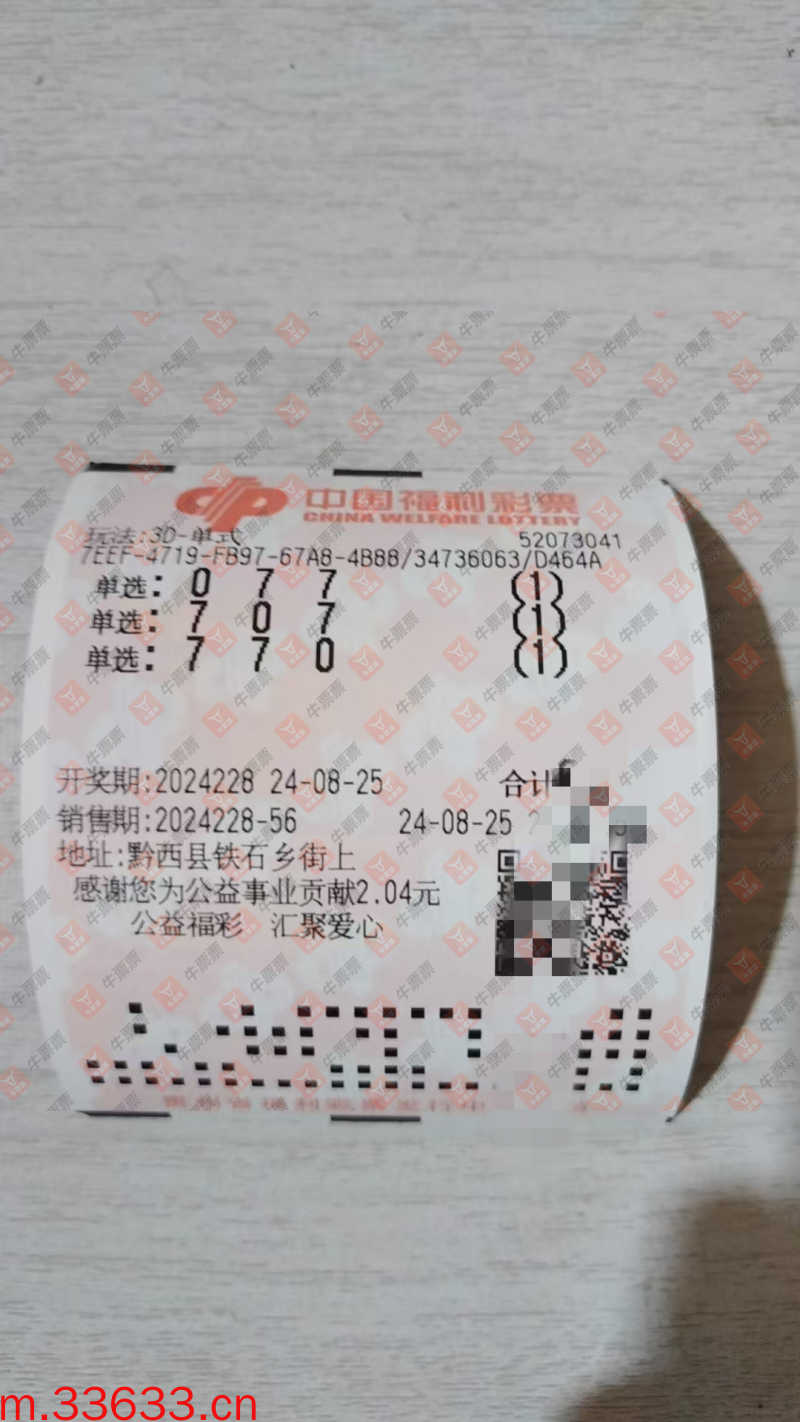 中国福利彩票
CHINA WELFARE LOTTERY
玩法:3D-单式 52073041
7EEF-4719-FB97-67A8-4B88/34736063/D464A
单选: 0 7 7 (1)
单选: 7 0 7 (1)
单选: 7 7 0 (1)
开奖期:2024228 24-08-25 合计
销售期:2024228-56 24-08-25
地址:黔西县铁石乡街上
感谢您为公益事业贡献2.04元
公益福彩 汇聚爱心
牛票票
m.33633.cn